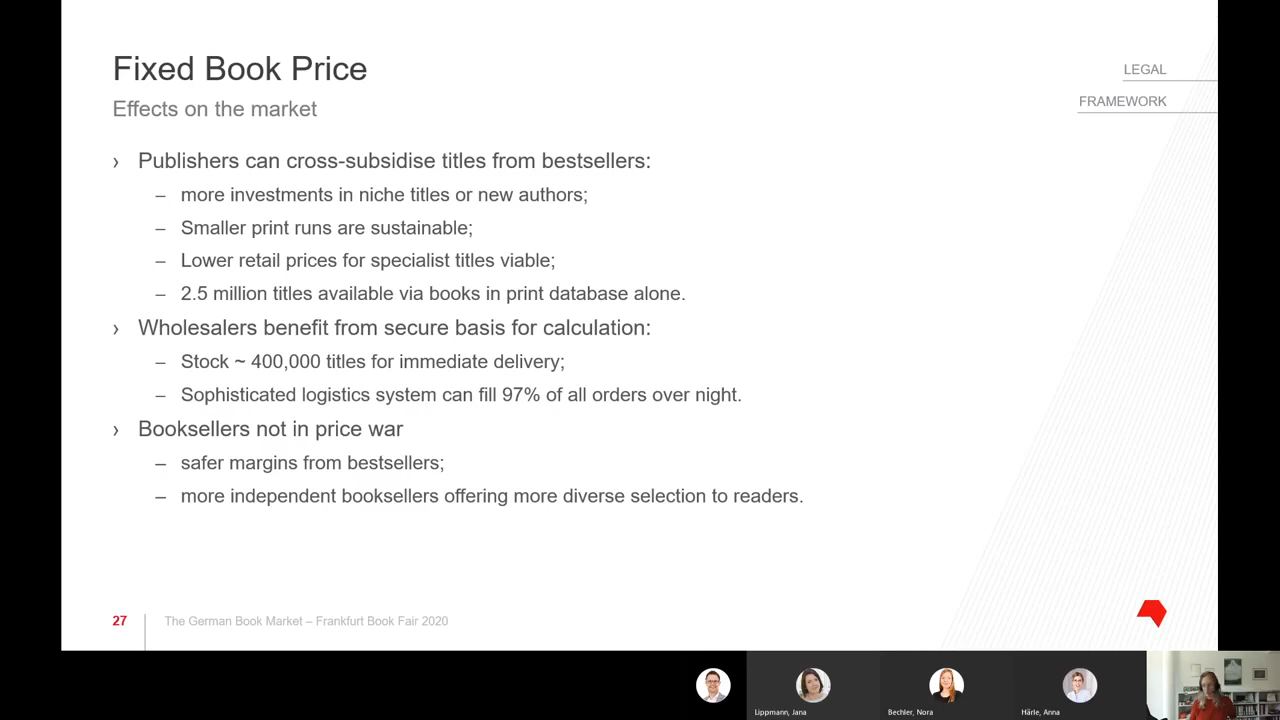 Fixed Book Price
Effects on the market
LEGAL
FRAMEWORK
› Publishers can cross-subsidise titles from bestsellers:
– more investments in niche titles or new authors;
– Smaller print runs are sustainable;
– Lower retail prices for specialist titles viable;
– 2.5 million titles available via books in print database alone.
› Wholesalers benefit from secure basis for calculation:
– Stock ~ 400,000 titles for immediate delivery;
– Sophisticated logistics system can fill 97% of all orders over night.
› Booksellers not in price war
– safer margins from bestsellers;
– more independent booksellers offering more diverse selection to readers.
27
The German Book Market – Frankfurt Book Fair 2020
Lippmann, Jana
Bechler, Nora
Härle, Anna